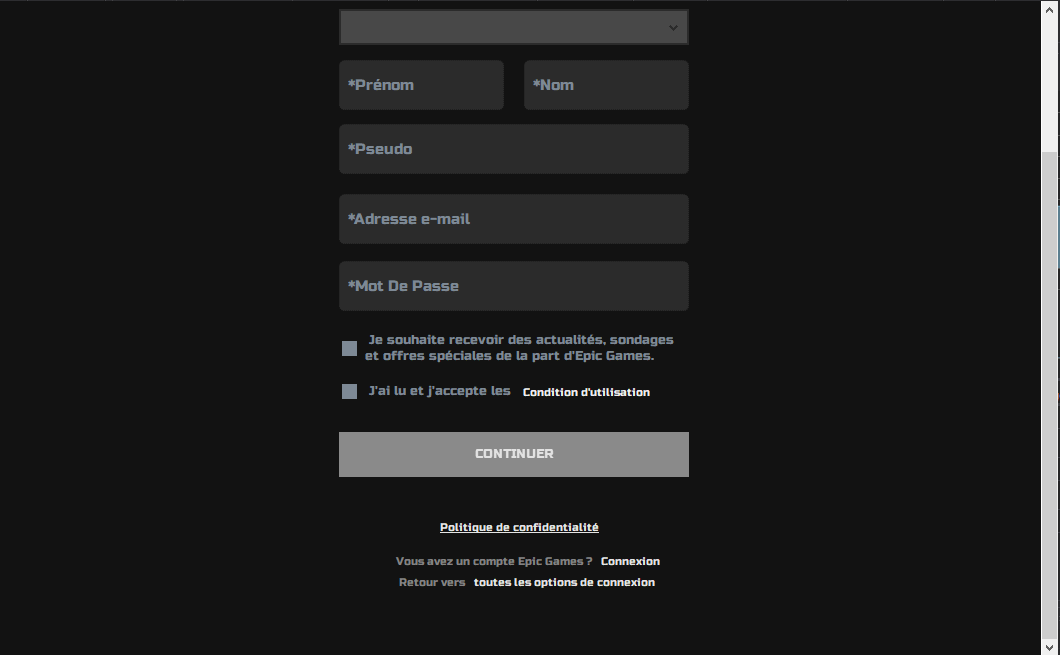 *Prénom *Nom
*Pseudo
*Adresse e-mail
*Mot De Passe
Je souhaite recevoir des actualités, sondages
et offres spéciales de la part d'Epic Games.
J'ai lu et j'accepte les Condition d'utilisation
CONTINUER
Politique de confidentialité
Vous avez un compte Epic Games ? Connexion
Retour vers toutes les options de connexion